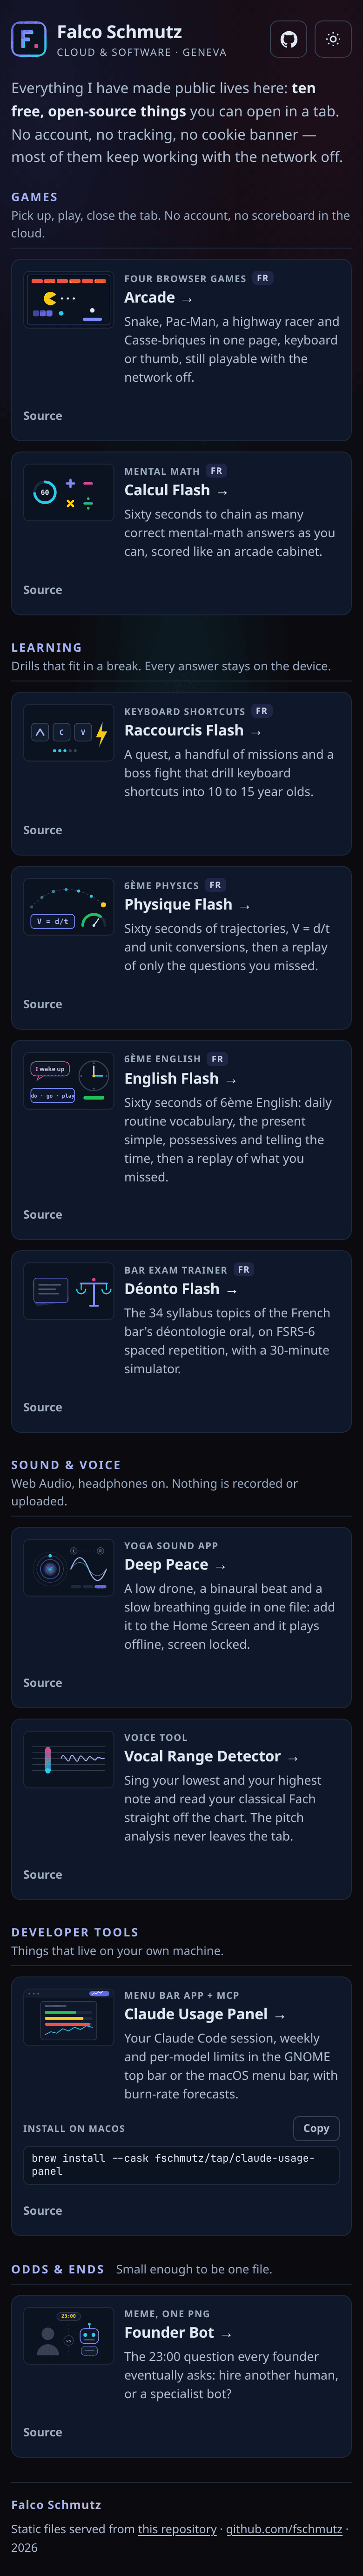 F.
Falco Schmutz
CLOUD & SOFTWARE · GENEVA
Everything I have made public lives here: ten
free, open-source things you can open in a tab.
No account, no tracking, no cookie banner —
most of them keep working with the network off.
GAMES
Pick up, play, close the tab. No account, no scoreboard in the
cloud.
FOUR BROWSER GAMES FR
Arcade →
Snake, Pac-Man, a highway racer and
Casse-briques in one page, keyboard
or thumb, still playable with the
network off.
Source
60
MENTAL MATH FR
Calcul Flash →
Sixty seconds to chain as many
correct mental-math answers as you
can, scored like an arcade cabinet.
Source
LEARNING
Drills that fit in a break. Every answer stays on the device.
C V
KEYBOARD SHORTCUTS FR
Raccourcis Flash →
A quest, a handful of missions and a
boss fight that drill keyboard
shortcuts into 10 to 15 year olds.
Source
V = d/t
6ÈME PHYSICS FR
Physique Flash →
Sixty seconds of trajectories, V = d/t
and unit conversions, then a replay
of only the questions you missed.
Source
I wake up
do · go · play
6ÈME ENGLISH FR
English Flash →
Sixty seconds of 6ème English: daily
routine vocabulary, the present
simple, possessives and telling the
time, then a replay of what you
missed.
Source
BAR EXAM TRAINER FR
Déonto Flash →
The 34 syllabus topics of the French
bar's déontologie oral, on FSRS-6
spaced repetition, with a 30-minute
simulator.
Source
SOUND & VOICE
Web Audio, headphones on. Nothing is recorded or
uploaded.
L R
YOGA SOUND APP
Deep Peace →
A low drone, a binaural beat and a
slow breathing guide in one file: add
it to the Home Screen and it plays
offline, screen locked.
Source
VOICE TOOL
Vocal Range Detector →
Sing your lowest and your highest
note and read your classical Fach
straight off the chart. The pitch
analysis never leaves the tab.
Source
DEVELOPER TOOLS
Things that live on your own machine.
MENU BAR APP + MCP
Claude Usage Panel →
Your Claude Code session, weekly
and per-model limits in the GNOME
top bar or the macOS menu bar, with
burn-rate forecasts.
INSTALL ON MACOS Copy
brew install --cask fschmutz/tap/claude-usage-
panel
Source
ODDS & ENDS Small enough to be one file.
23:00
vs
MEME, ONE PNG
Founder Bot →
The 23:00 question every founder
eventually asks: hire another human,
or a specialist bot?
Source
Falco Schmutz
Static files served from this repository · github.com/fschmutz ·
2026